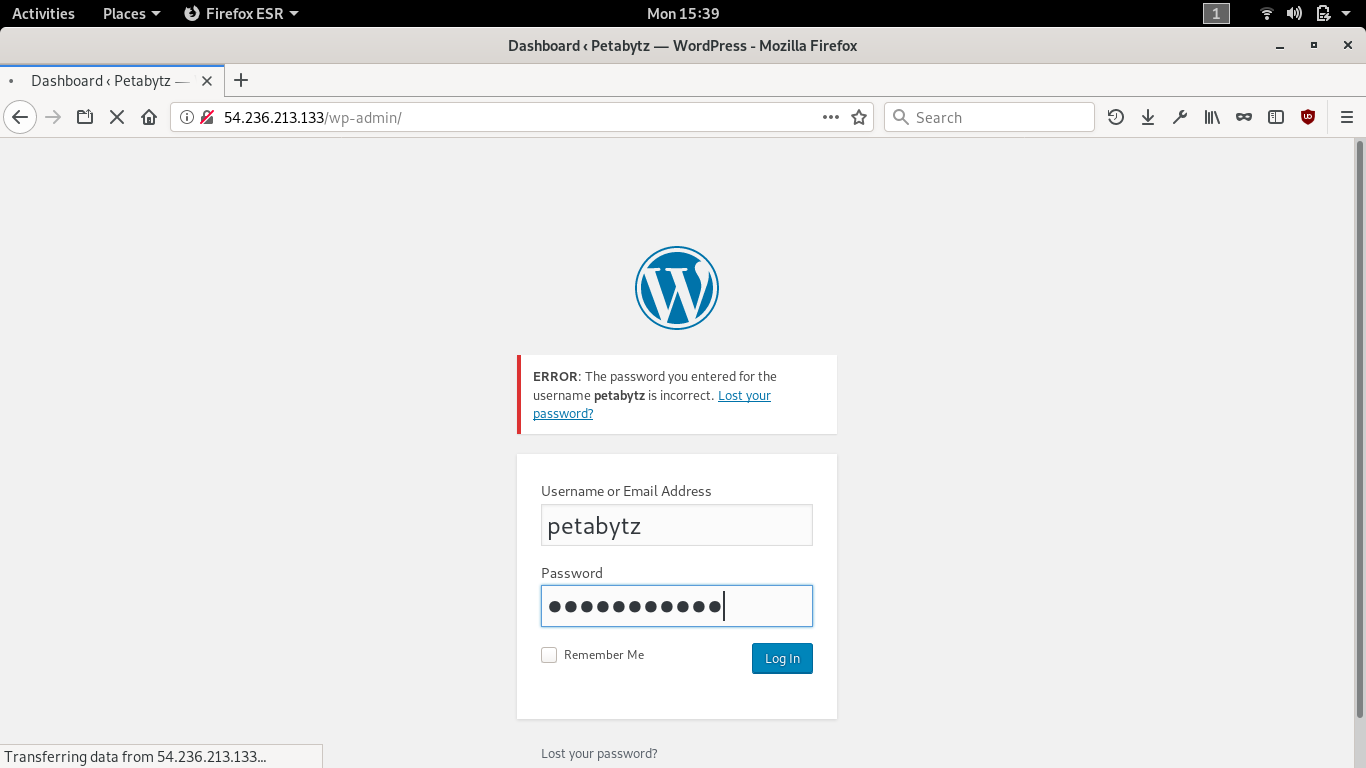 Activities Places Firefox ESR Mon 15:39 1
Dashboard ‹ Petabytz — WordPress - Mozilla Firefox
Dashboard ‹ Petabytz —
54.236.213.133/wp-admin/ Search
ERROR: The password you entered for the
username petabytz is incorrect. Lost your
password?
Username or Email Address
petabytz
Password
●●●●●●●●●●●
Remember Me Log In
Lost your password?
Transferring data from 54.236.213.133...